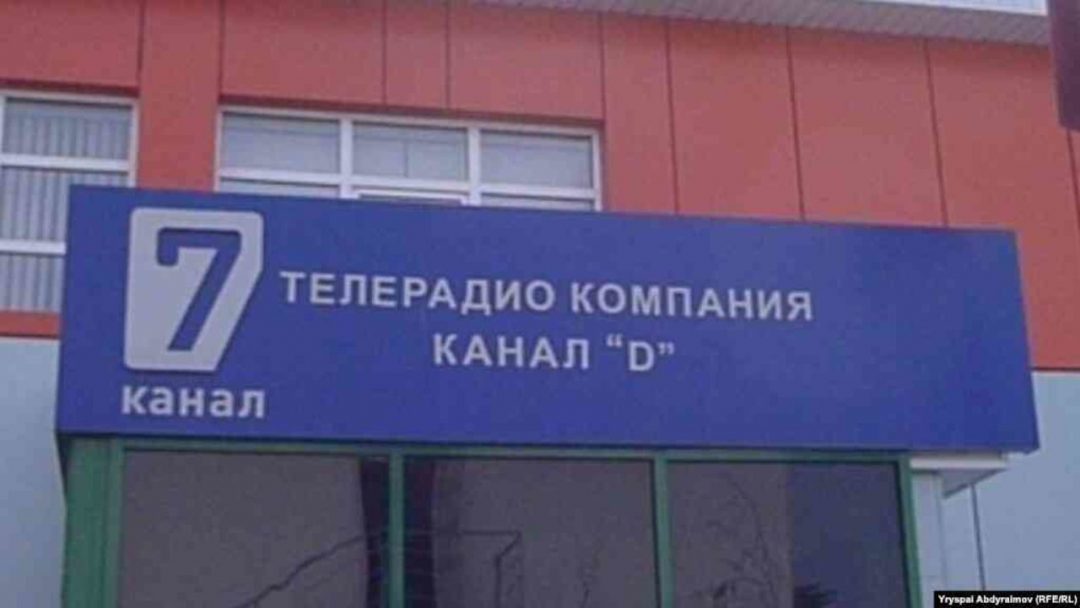 7
канал
ТЕЛЕРАДИО КОМПАНИЯ
КАНАЛ “D”
Yryspai Abdyraimov (RFE/RL)